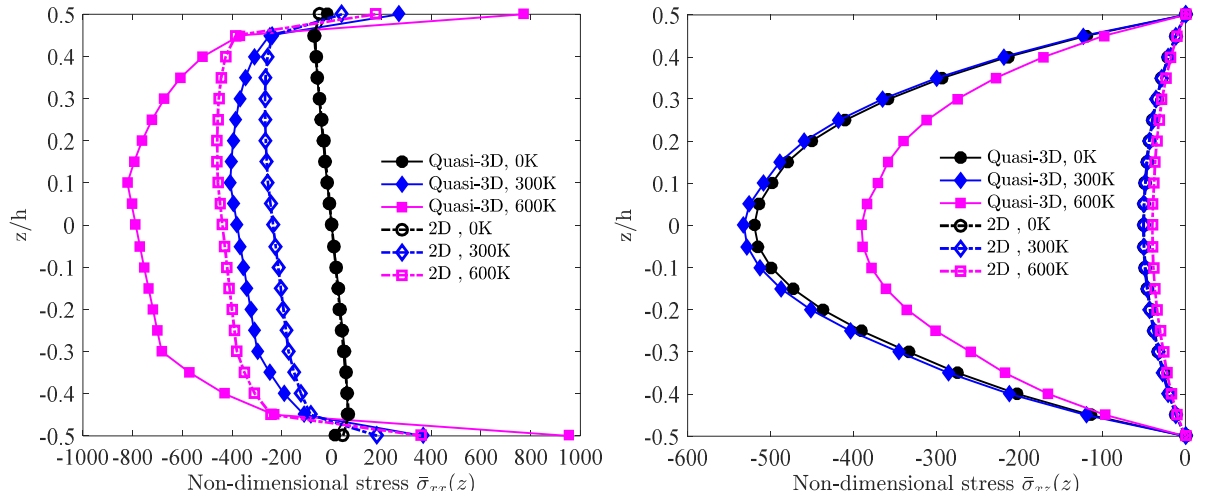 0.5
0.4
0.3
0.2
0.1
0
-0.1
-0.2
-0.3
-0.4
-0.5
z/h
-1000 -800 -600 -400 -200 0 200 400 600 800 1000
Non-dimensional stress σ̄xx(z)
Quasi-3D, 0K
Quasi-3D, 300K
Quasi-3D, 600K
2D , 0K
2D , 300K
2D , 600K
0.5
0.4
0.3
0.2
0.1
0
-0.1
-0.2
-0.3
-0.4
-0.5
z/h
-600 -500 -400 -300 -200 -100 0
Non-dimensional stress σ̄xz(z)
Quasi-3D, 0K
Quasi-3D, 300K
Quasi-3D, 600K
2D , 0K
2D , 300K
2D , 600K